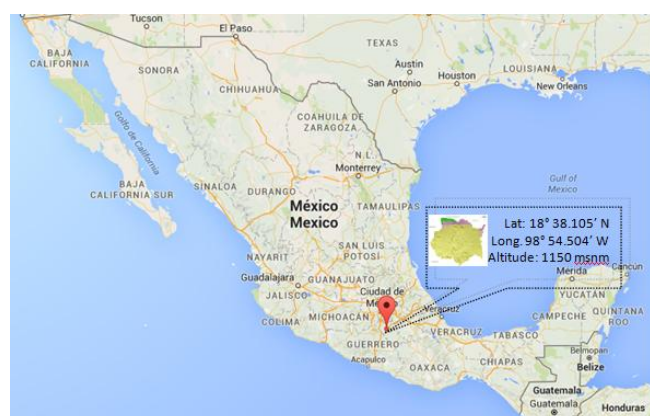 Tucson
El Paso
BAJA
CALIFORNIA
SONORA
TEXAS
Austin
San Antonio
Houston
LOUISIANA
New Orleans
CHIHUAHUA
COAHUILA DE
ZARAGOZA
Golfo de California
N.L.
Monterrey
BAJA
CALIFORNIA SUR
SINALOA
DURANGO
México
Mexico
TAMAULIPAS
Gulf of
Mexico
Lat: 18° 38.105’ N
Long. 98° 54.504’ W
Altitude: 1150 msnm
SAN LUIS
POTOSÍ
NAYARIT
Guadalajara
GUANAJUATO
JALISCO
Ciudad de
Mé
COLIMA
MICHOACÁN
Veracruz
VERACRUZ
GUERRERO
Acapulco
OAXACA
TABASCO
CHIAPAS
Mérida
Cancún
YUCATÁN
CAMPECHE
QUINTANA
ROO
Belmopan
Belize
Guatemala
Guatemala
Honduras